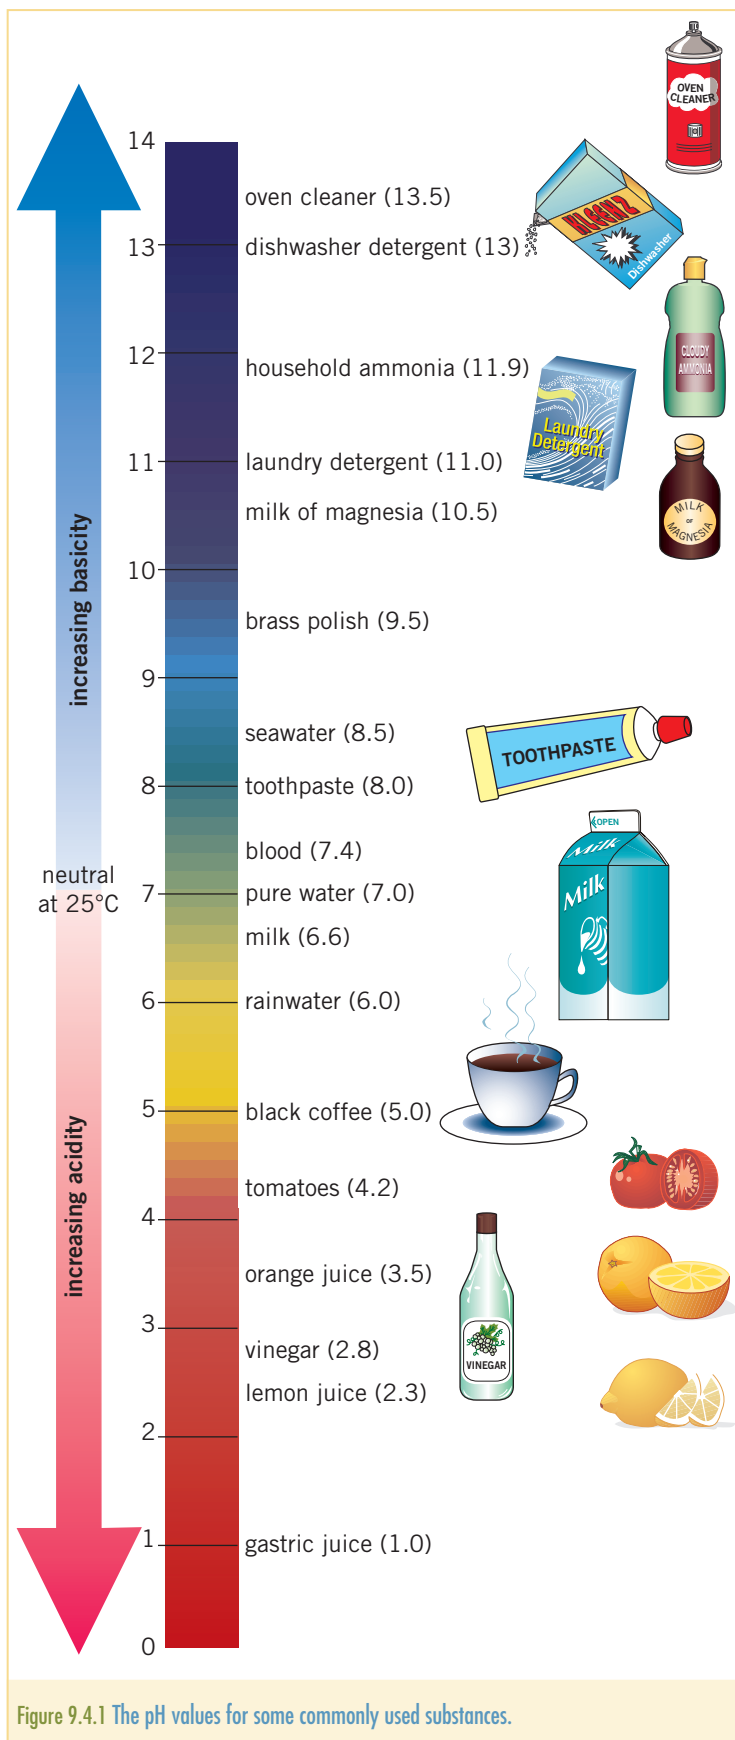 OVEN
CLEANER
14
oven cleaner (13.5)
KLEENZ
Dishwasher
13
dishwasher detergent (13)
12
household ammonia (11.9)
CLOUDY
AMMONIA
Laundry
Detergent
11
laundry detergent (11.0)
milk of magnesia (10.5)
MILK
OF
MAGNESIA
increasing basicity
10
brass polish (9.5)
9
seawater (8.5)
TOOTHPASTE
8
toothpaste (8.0)
OPEN
Milk
Milk
blood (7.4)
neutral
at 25°C
7
pure water (7.0)
milk (6.6)
6
rainwater (6.0)
5
black coffee (5.0)
increasing acidity
tomatoes (4.2)
4
orange juice (3.5)
3
vinegar (2.8)
VINEGAR
lemon juice (2.3)
2
1
gastric juice (1.0)
0
Figure 9.4.1 The pH values for some commonly used substances.